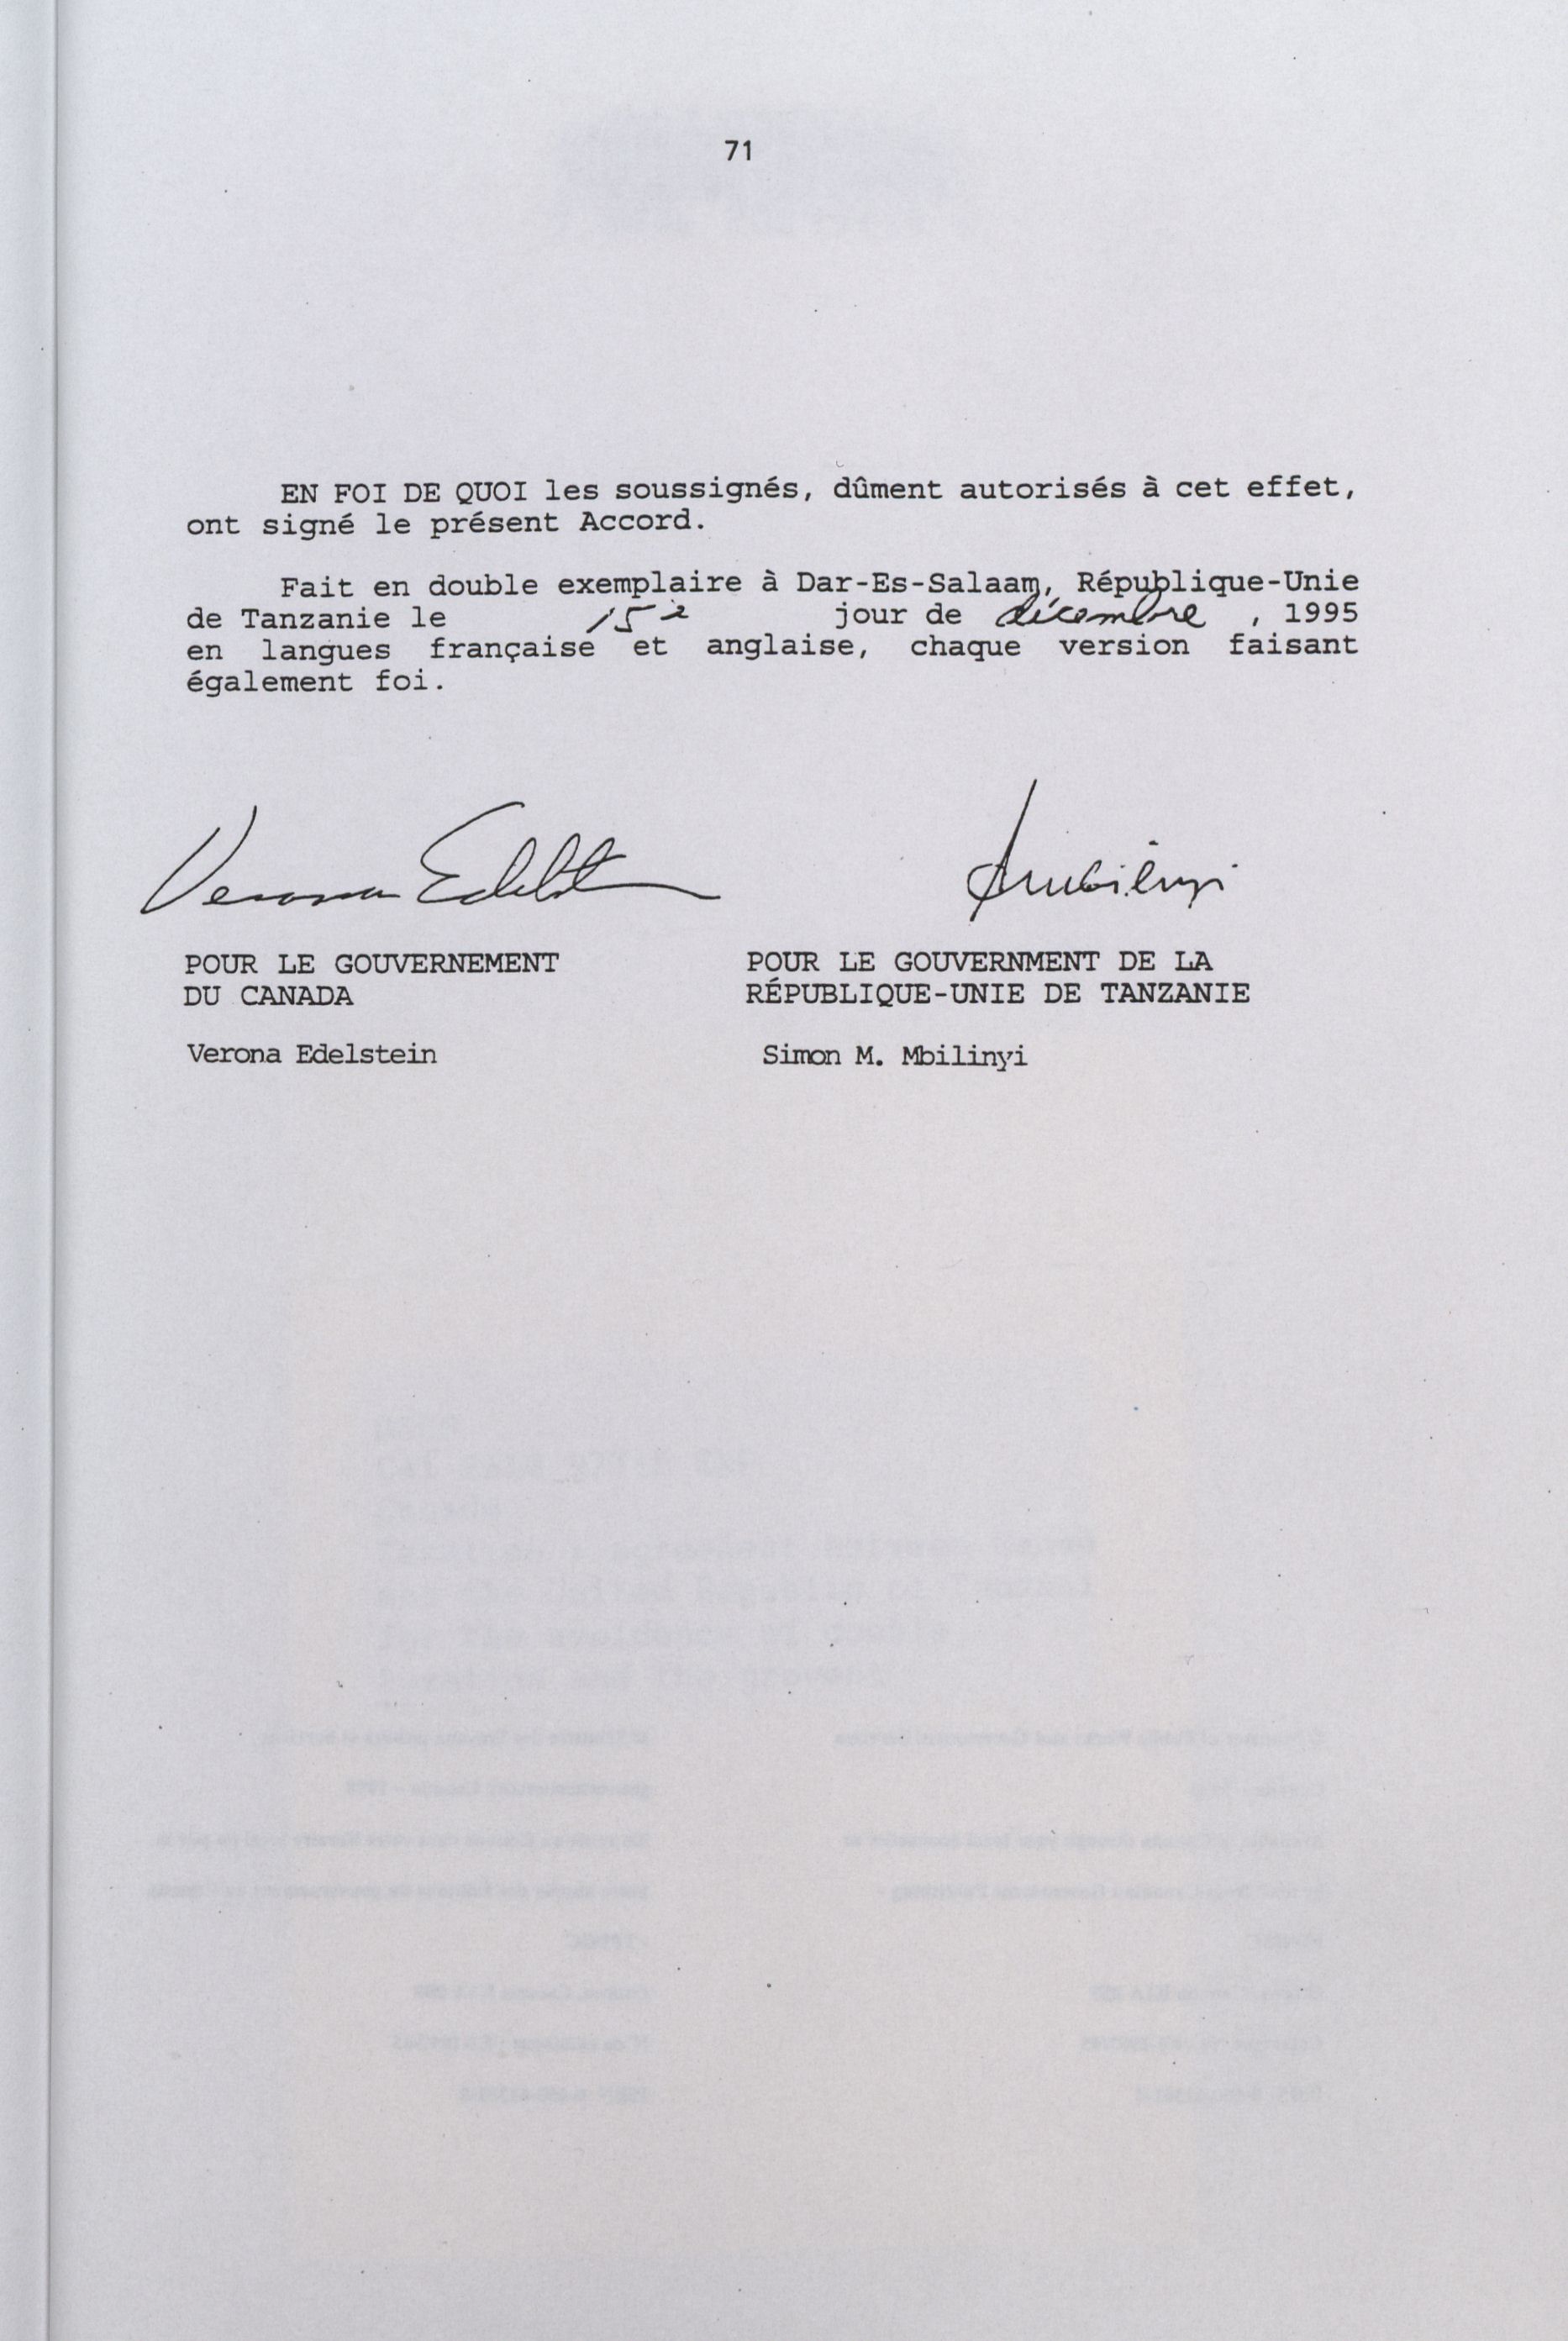 71
EN FOI DE QUOI les soussignés, dûment autorisés à cet effet,
ont signé le présent Accord.
Fait en double exemplaire à Dar-Es-Salaam, République-Unie
de Tanzanie le 15è jour de décembre , 1995
en langues française et anglaise, chaque version faisant
également foi.
Verona Edelstein
POUR LE GOUVERNEMENT
DU CANADA
Verona Edelstein
POUR LE GOUVERNMENT DE LA
RÉPUBLIQUE-UNIE DE TANZANIE
Simon M. Mbilinyi